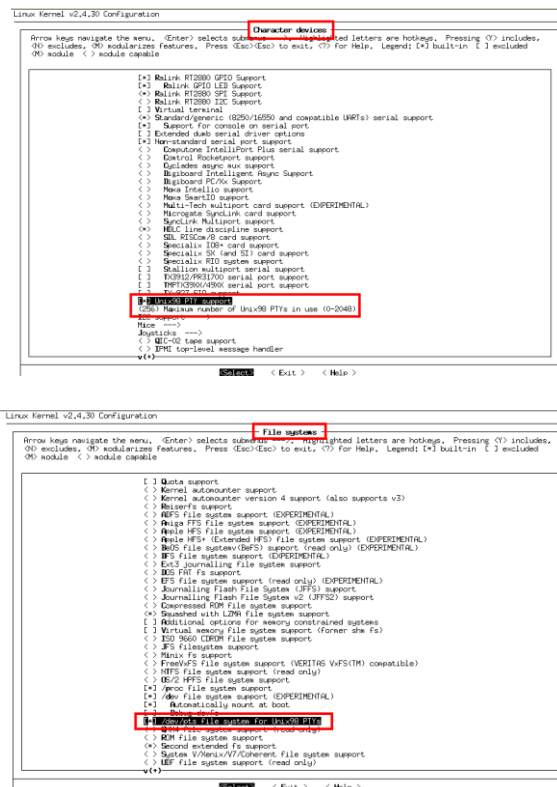 Linux Kernel v2.4.30 Configuration
Character devices
Arrow keys navigate the menu. <Enter> selects submenus --->. Highlighted letters are hotkeys. Pressing <Y> includes,
<N> excludes, <M> modularizes features. Press <Esc><Esc> to exit, <?> for Help. Legend: [*] built-in [ ] excluded
<M> module < > module capable
[*] Ralink RT2880 GPIO Support
[*] Ralink GPIO LED Support
<*> Ralink RT2880 SPI Support
< > Ralink RT2880 I2C Support
[ ] Virtual terminal
<*> Standard/generic (8250/16550 and compatible UARTs) serial support
[*] Support for console on serial port
[ ] Extended dumb serial driver options
[*] Non-standard serial port support
< > Computone IntelliPort Plus serial support
< > Comtrol Rocketport support
< > Cyclades async mux support
< > Digiboard Intelligent Async Support
< > Digiboard PC/Xx Support
< > Moxa Intellio support
< > Moxa SmartIO support
< > Multi-Tech multiport card support (EXPERIMENTAL)
< > Microgate SyncLink card support
< > SyncLink Multiport support
<*> HDLC line discipline support
< > SDL RISCom/8 card support
< > Specialix IO8+ card support
< > Specialix SX (and SI) card support
< > Specialix RIO system support
[ ] Stallion multiport serial support
[ ] TX3912/PR31700 serial port support
[ ] TMPTX39XX/49XX serial port support
[ ] TXx927 SIO support
[*] Unix98 PTY support
(256) Maximum number of Unix98 PTYs in use (0-2048)
I2C support --->
Mice --->
Joysticks --->
< > QIC-02 tape support
< > IPMI top-level message handler
v(+)
<Select> < Exit > < Help >
Linux Kernel v2.4.30 Configuration
File systems
Arrow keys navigate the menu. <Enter> selects submenus --->. Highlighted letters are hotkeys. Pressing <Y> includes,
<N> excludes, <M> modularizes features. Press <Esc><Esc> to exit, <?> for Help. Legend: [*] built-in [ ] excluded
<M> module < > module capable
[ ] Quota support
< > Kernel automounter support
< > Kernel automounter version 4 support (also supports v3)
< > Reiserfs support
< > ADFS file system support (EXPERIMENTAL)
< > Amiga FFS file system support (EXPERIMENTAL)
< > Apple HFS file system support (EXPERIMENTAL)
< > Apple HFS+ (Extended HFS) file system support (EXPERIMENTAL)
< > BeOS file systemv(BeFS) support (read only) (EXPERIMENTAL)
< > BFS file system support (EXPERIMENTAL)
< > Ext3 journalling file system support
< > DOS FAT fs support
< > EFS file system support (read only) (EXPERIMENTAL)
< > Journalling Flash File System (JFFS) support
< > Journalling Flash File System v2 (JFFS2) support
< > Compressed ROM file system support
<*> Squashed with LZMA file system support
[ ] Additional options for memory constrained systems
[ ] Virtual memory file system support (former shm fs)
< > ISO 9660 CDROM file system support
< > JFS filesystem support
< > Minix fs support
< > FreeVxFS file system support (VERITAS VxFS(TM) compatible)
< > NTFS file system support (read only)
< > OS/2 HPFS file system support
[*] /proc file system support
[*] /dev file system support (EXPERIMENTAL)
[*] Automatically mount at boot
[ ] Debug devfs
[*] /dev/pts file system for Unix98 PTYs
< > QNX4 file system support (read only)
< > ROM file system support
<*> Second extended fs support
< > System V/Xenix/V7/Coherent file system support
< > UDF file system support (read only)
v(+)
<Select> < Exit > < Help >